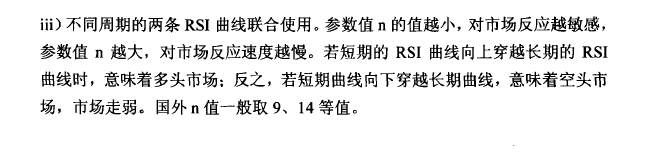 iii）不同周期的两条 RSI 曲线联合使用。参数值 n 的值越小，对市场反应越敏感，
参数值 n 越大，对市场反应速度越慢。若短期的 RSI 曲线向上穿越长期的 RSI
曲线时，意味着多头市场；反之，若短期曲线向下穿越长期曲线，意味着空头市
场，市场走弱。国外 n 值一般取 9、14 等值。